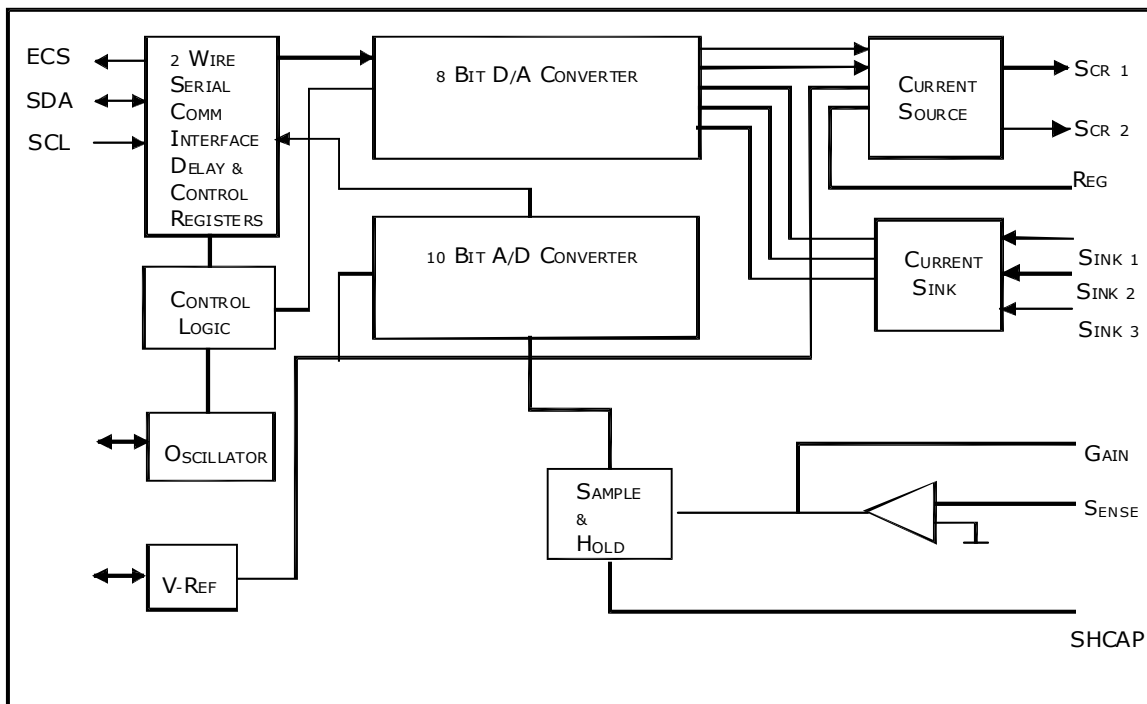 ECS
SDA
SCL
2 WIRE
SERIAL
COMM
INTERFACE
DELAY &
CONTROL
REGISTERS
8 BIT D/A CONVERTER
CURRENT
SOURCE
SCR 1
SCR 2
REG
10 BIT A/D CONVERTER
CURRENT
SINK
SINK 1
SINK 2
SINK 3
CONTROL
LOGIC
OSCILLATOR
V-REF
SAMPLE
&
HOLD
GAIN
SENSE
SHCAP